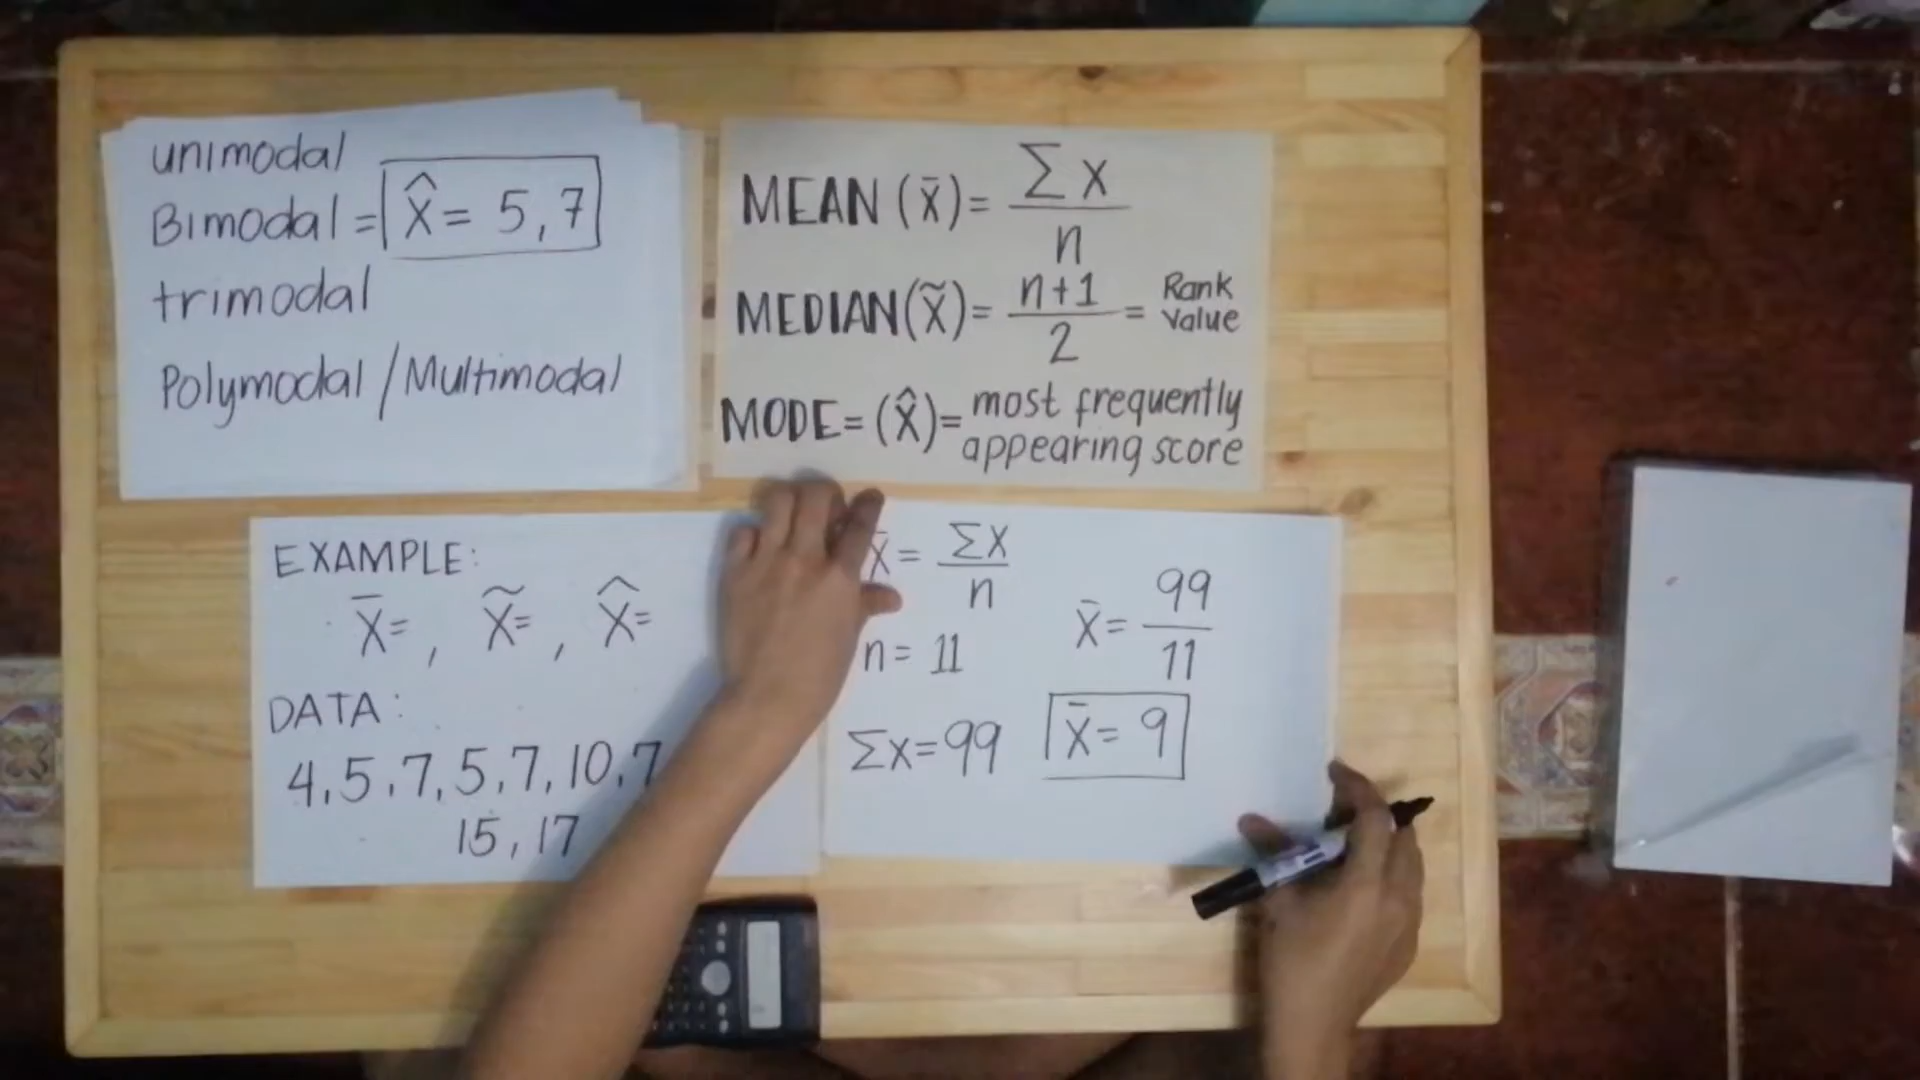 unimodal
Bimodal = X̂ = 5, 7
trimodal
Polymodal / Multimodal
MEAN (x̄) = Σx / n
MEDIAN (x̃) = n+1 / 2 = Rank Value
MODE = (x̂) = most frequently
appearing score
EXAMPLE:
X̄= , X̃= , X̂=
DATA:
4, 5, 7, 5, 7, 10, 7
15, 17
X̄ = ΣX / n
n = 11
Σx = 99
X̄ = 99 / 11
X̄ = 9